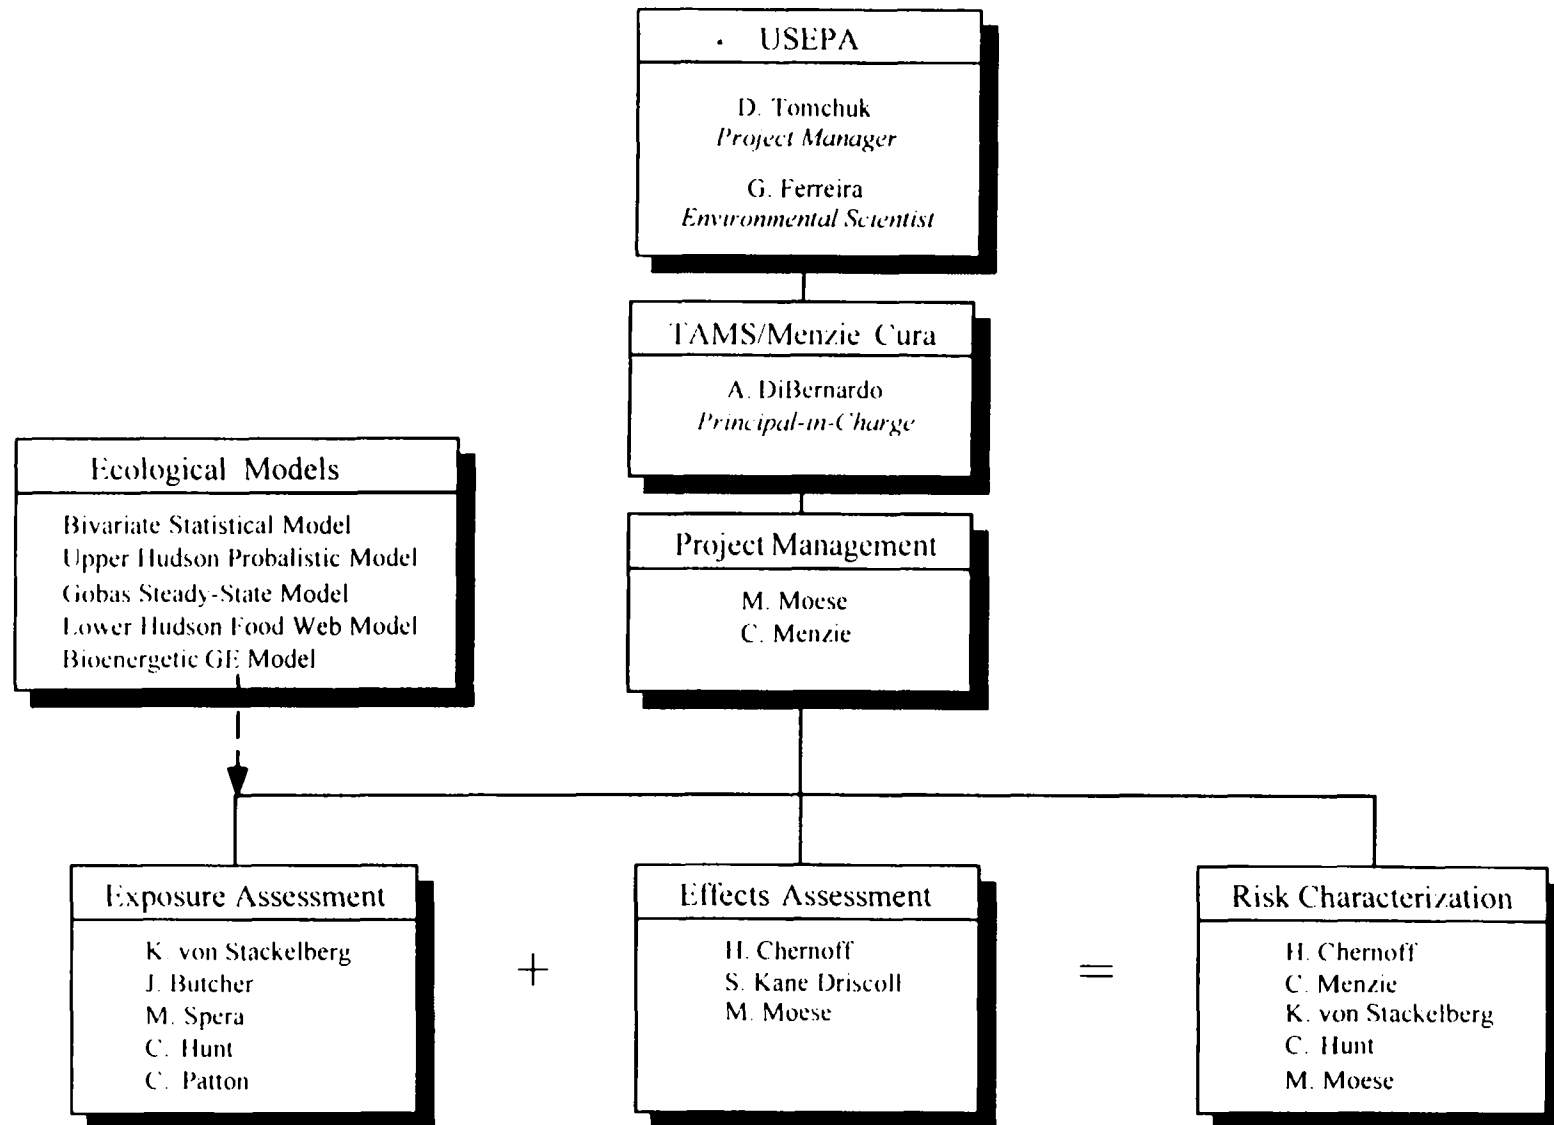 USEPA
D. Tomchuk
Project Manager
G. Ferreira
Environmental Scientist
TAMS/Menzie Cura
A. DiBernardo
Principal-in-Charge
Ecological Models
Bivariate Statistical Model
Upper Hudson Probalistic Model
Gobas Steady-State Model
Lower Hudson Food Web Model
Bioenergetic GE Model
Project Management
M. Moese
C. Menzie
Exposure Assessment
K. von Stackelberg
J. Butcher
M. Spera
C. Hunt
C. Patton
+
Effects Assessment
H. Chernoff
S. Kane Driscoll
M. Moese
=
Risk Characterization
H. Chernoff
C. Menzie
K. von Stackelberg
C. Hunt
M. Moese